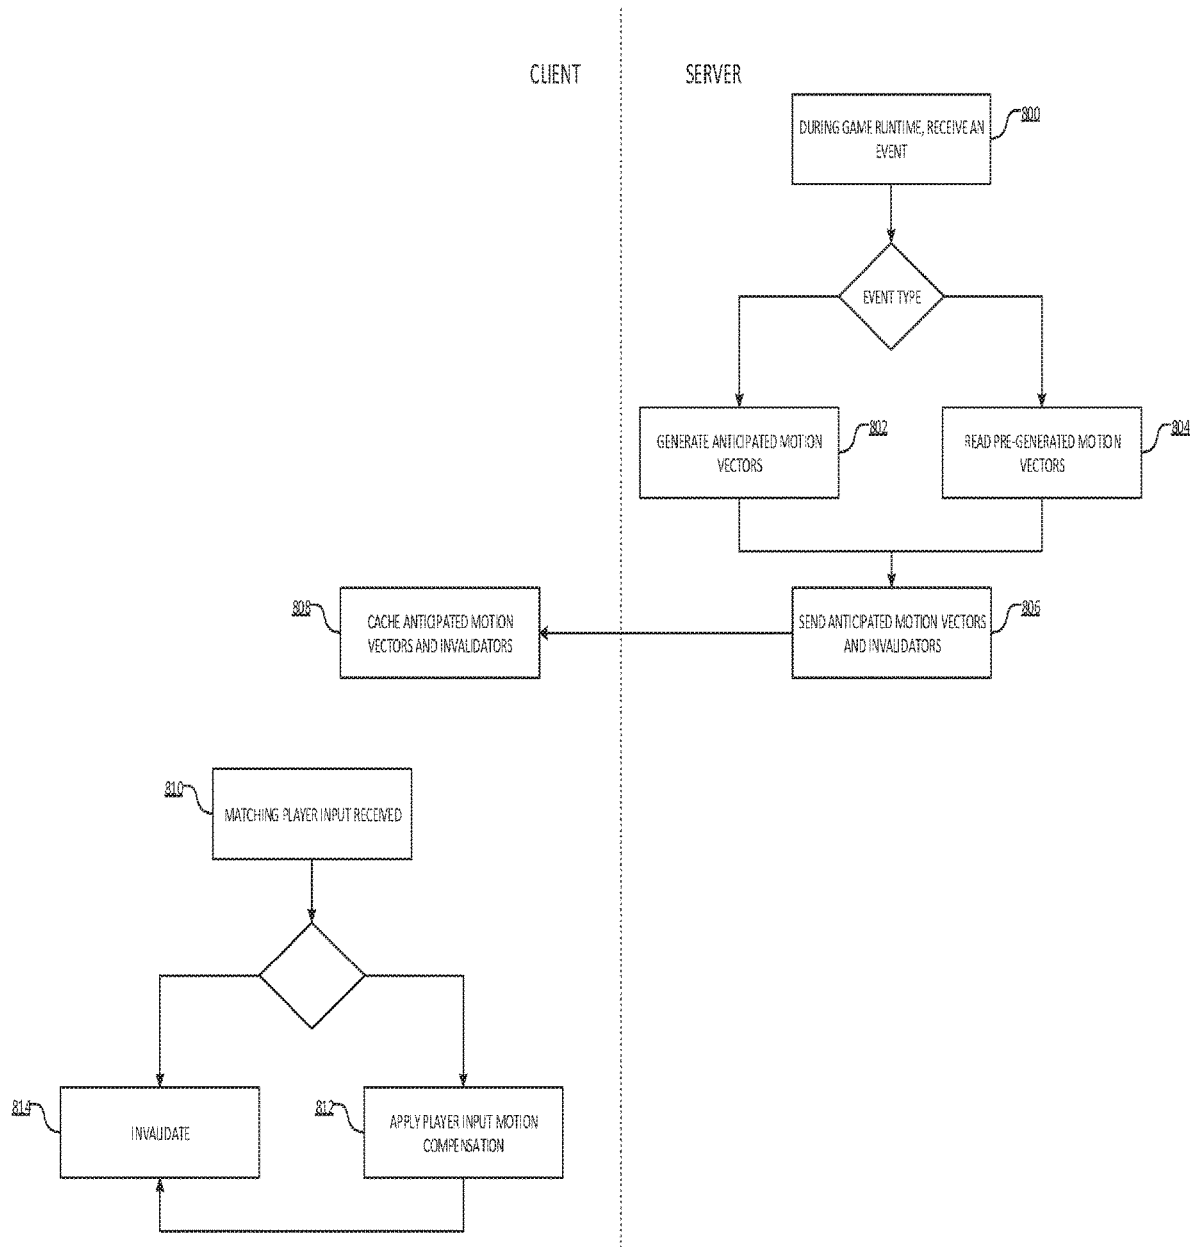 CLIENT
SERVER
DURING GAME RUNTIME, RECEIVE AN
EVENT
800
EVENT TYPE
GENERATE ANTICIPATED MOTION
VECTORS
802
READ PRE-GENERATED MOTION
VECTORS
804
808
CACHE ANTICIPATED MOTION
VECTORS AND INVALIDATORS
SEND ANTICIPATED MOTION VECTORS
AND INVALIDATORS
806
810
MATCHING PLAYER INPUT RECEIVED
814
INVALIDATE
812
APPLY PLAYER INPUT MOTION
COMPENSATION